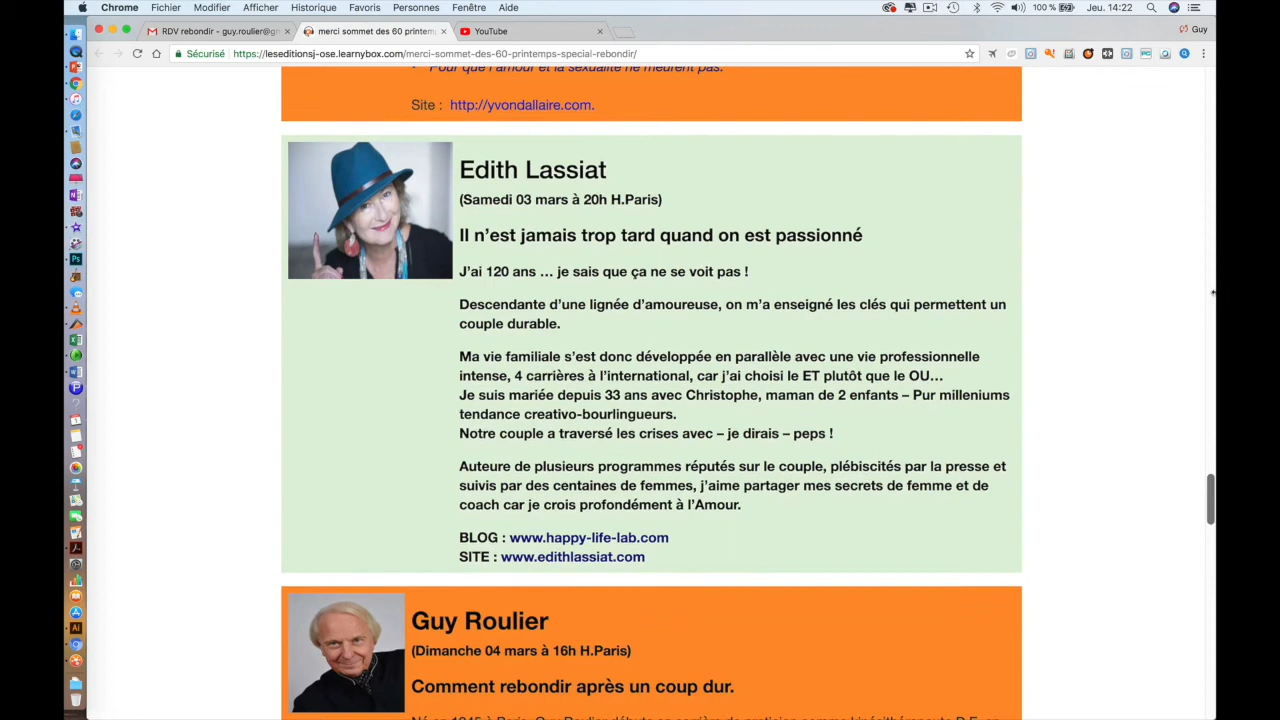 Chrome Fichier Modifier Afficher Historique Favoris Personnes Fenêtre Aide 100 % Jeu. 14:22
RDV rebondir - guy.roulier@gm merci sommet des 60 printemp YouTube Guy
Sécurisé https://leseditionsj-ose.learnybox.com/merci-sommet-des-60-printemps-special-rebondir/
Pour que l'amour et la sexualité ne meurent pas.
Site : http://yvondallaire.com.
Edith Lassiat
(Samedi 03 mars à 20h H.Paris)
Il n'est jamais trop tard quand on est passionné
J'ai 120 ans … je sais que ça ne se voit pas !
Descendante d'une lignée d'amoureuse, on m'a enseigné les clés qui permettent un
couple durable.
Ma vie familiale s'est donc développée en parallèle avec une vie professionnelle
intense, 4 carrières à l'international, car j'ai choisi le ET plutôt que le OU…
Je suis mariée depuis 33 ans avec Christophe, maman de 2 enfants – Pur milleniums
tendance creativo-bourlingueurs.
Notre couple a traversé les crises avec – je dirais – peps !
Auteure de plusieurs programmes réputés sur le couple, plébiscités par la presse et
suivis par des centaines de femmes, j'aime partager mes secrets de femme et de
coach car je crois profondément à l'Amour.
BLOG : www.happy-life-lab.com
SITE : www.edithlassiat.com
Guy Roulier
(Dimanche 04 mars à 16h H.Paris)
Comment rebondir après un coup dur.